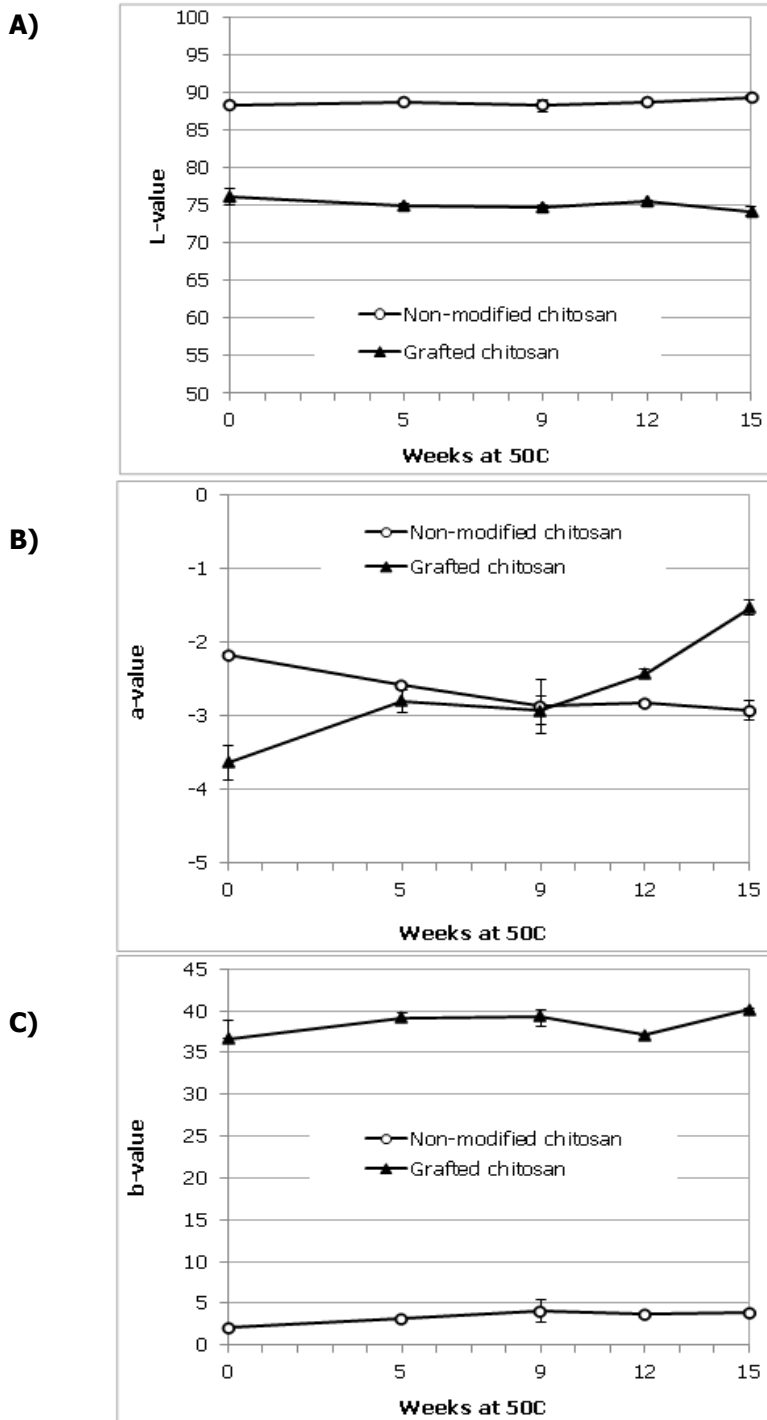 A)
100
95
90
85
80
75
70
65
60
55
50
L-value
Non-modified chitosan
Grafted chitosan
0 5 9 12 15
Weeks at 50C
B)
0
-1
-2
-3
-4
-5
a-value
Non-modified chitosan
Grafted chitosan
0 5 9 12 15
Weeks at 50C
C)
45
40
35
30
25
20
15
10
5
0
b-value
Non-modified chitosan
Grafted chitosan
0 5 9 12 15
Weeks at 50C